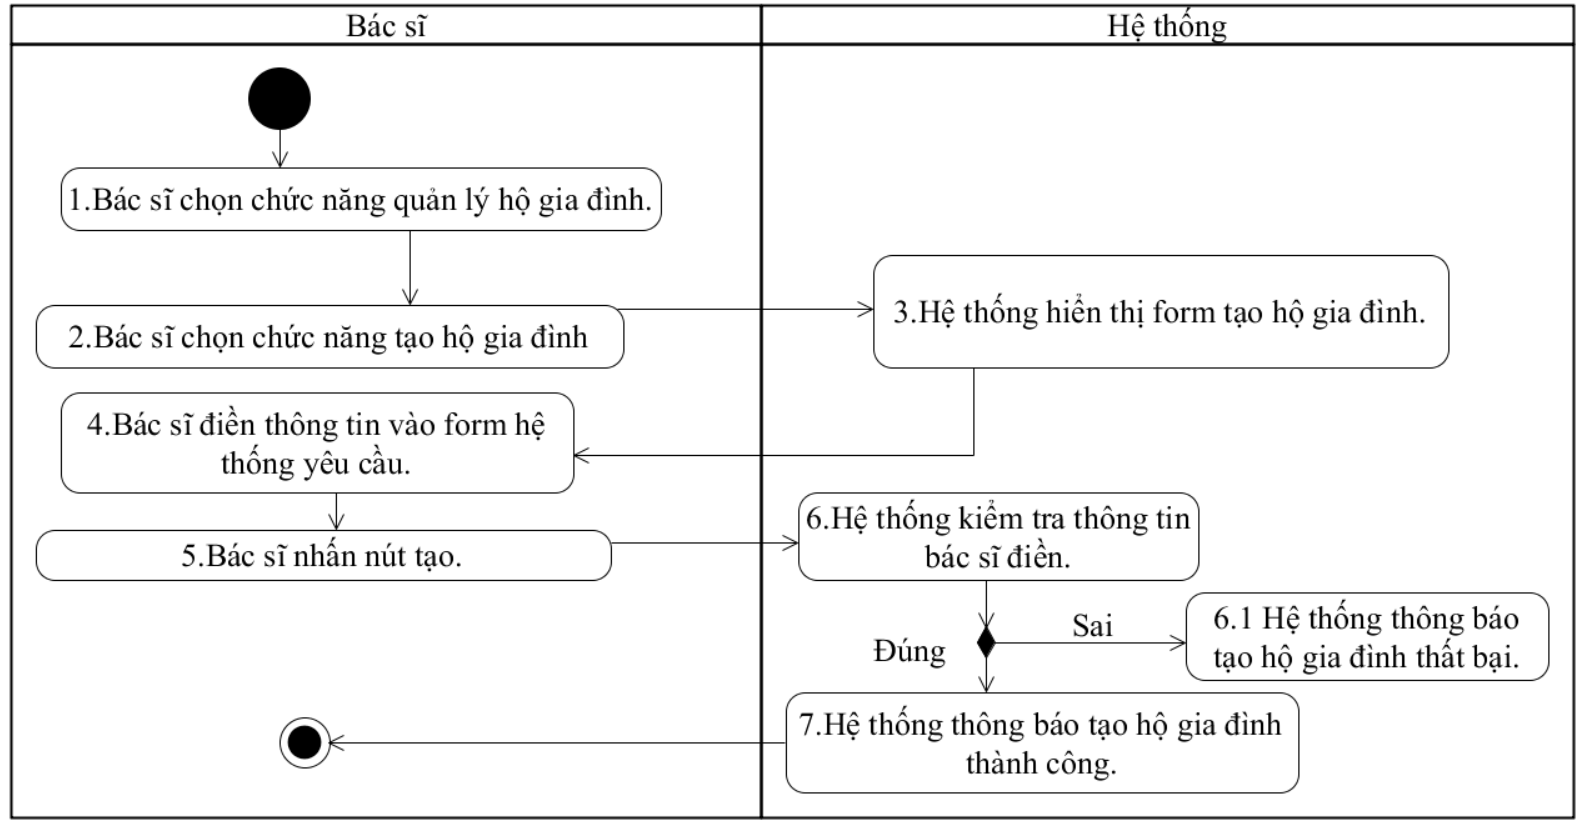 Bác sĩ
Hệ thống
1.Bác sĩ chọn chức năng quản lý hộ gia đình.
2.Bác sĩ chọn chức năng tạo hộ gia đình
3.Hệ thống hiển thị form tạo hộ gia đình.
4.Bác sĩ điền thông tin vào form hệ
thống yêu cầu.
5.Bác sĩ nhấn nút tạo.
6.Hệ thống kiểm tra thông tin
bác sĩ điền.
Sai
6.1 Hệ thống thông báo
tạo hộ gia đình thất bại.
Đúng
7.Hệ thống thông báo tạo hộ gia đình
thành công.